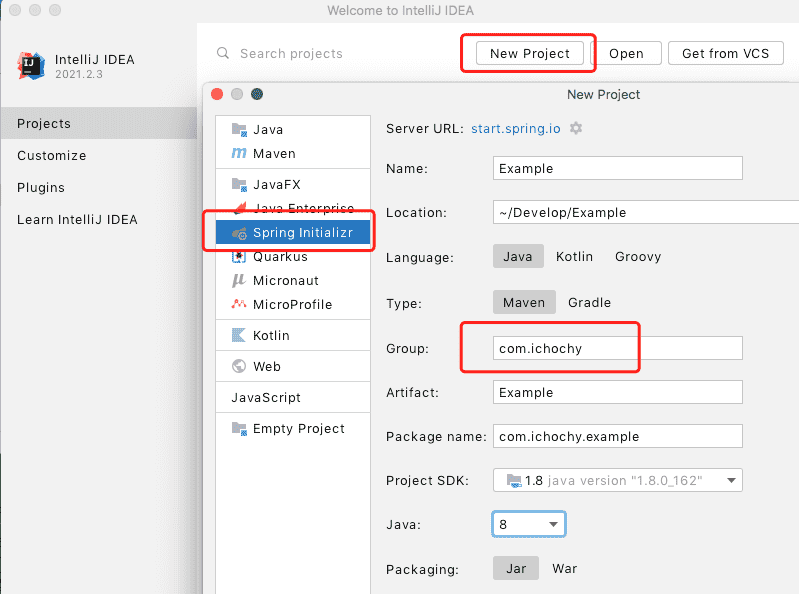 Welcome to IntelliJ IDEA
IntelliJ IDEA
2021.2.3
Search projects
New Project
Open
Get from VCS
Projects
Customize
Plugins
Learn IntelliJ IDEA
New Project
Java
Maven
JavaFX
Java Enterprise
Spring Initializr
Quarkus
Micronaut
MicroProfile
Kotlin
Web
JavaScript
Empty Project
Server URL: start.spring.io
Name: Example
Location: ~/Develop/Example
Language: Java Kotlin Groovy
Type: Maven Gradle
Group: com.ichochy
Artifact: Example
Package name: com.ichochy.example
Project SDK: 1.8 java version "1.8.0_162"
Java: 8
Packaging: Jar War